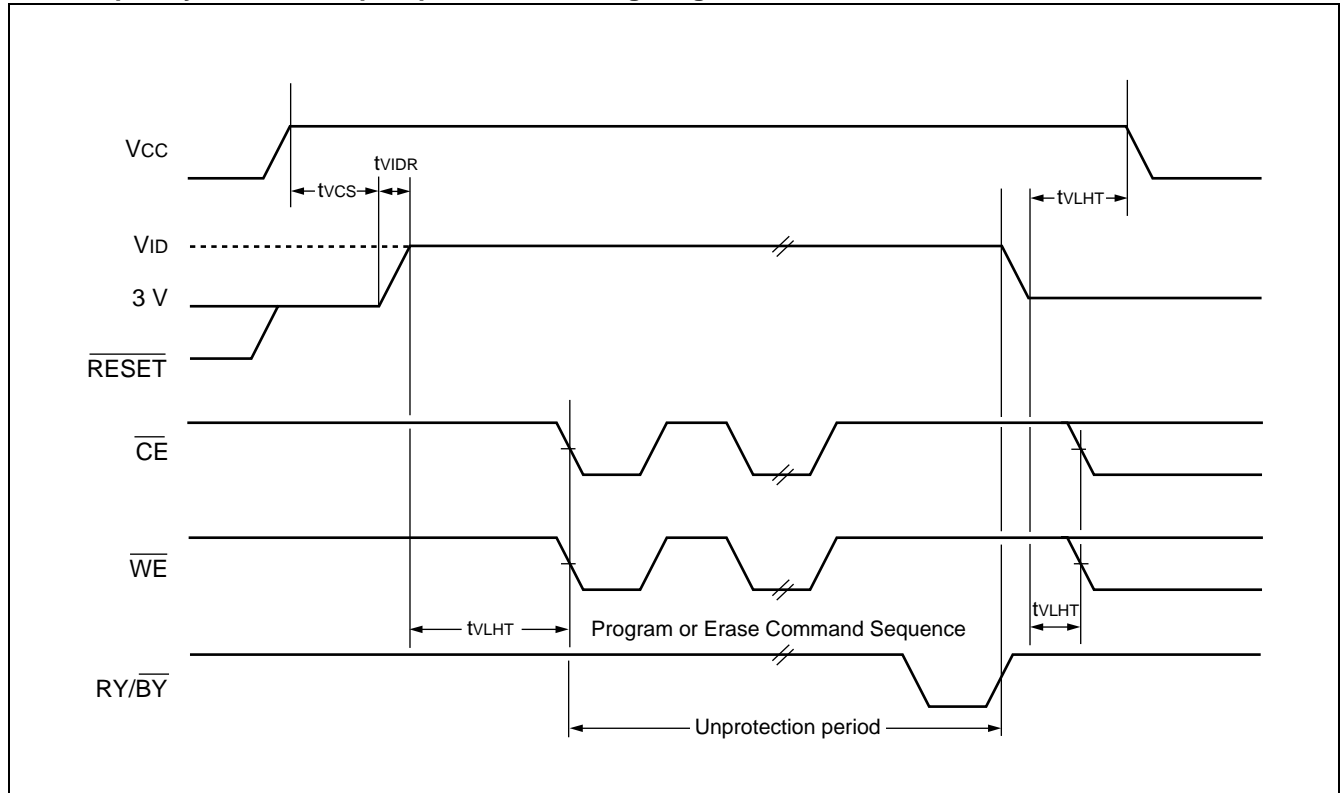 VCC
tVIDR
tVCS
tVLHT
VID
3 V
RESET
CE
WE
tVLHT
Program or Erase Command Sequence
tVLHT
RY/BY
Unprotection period